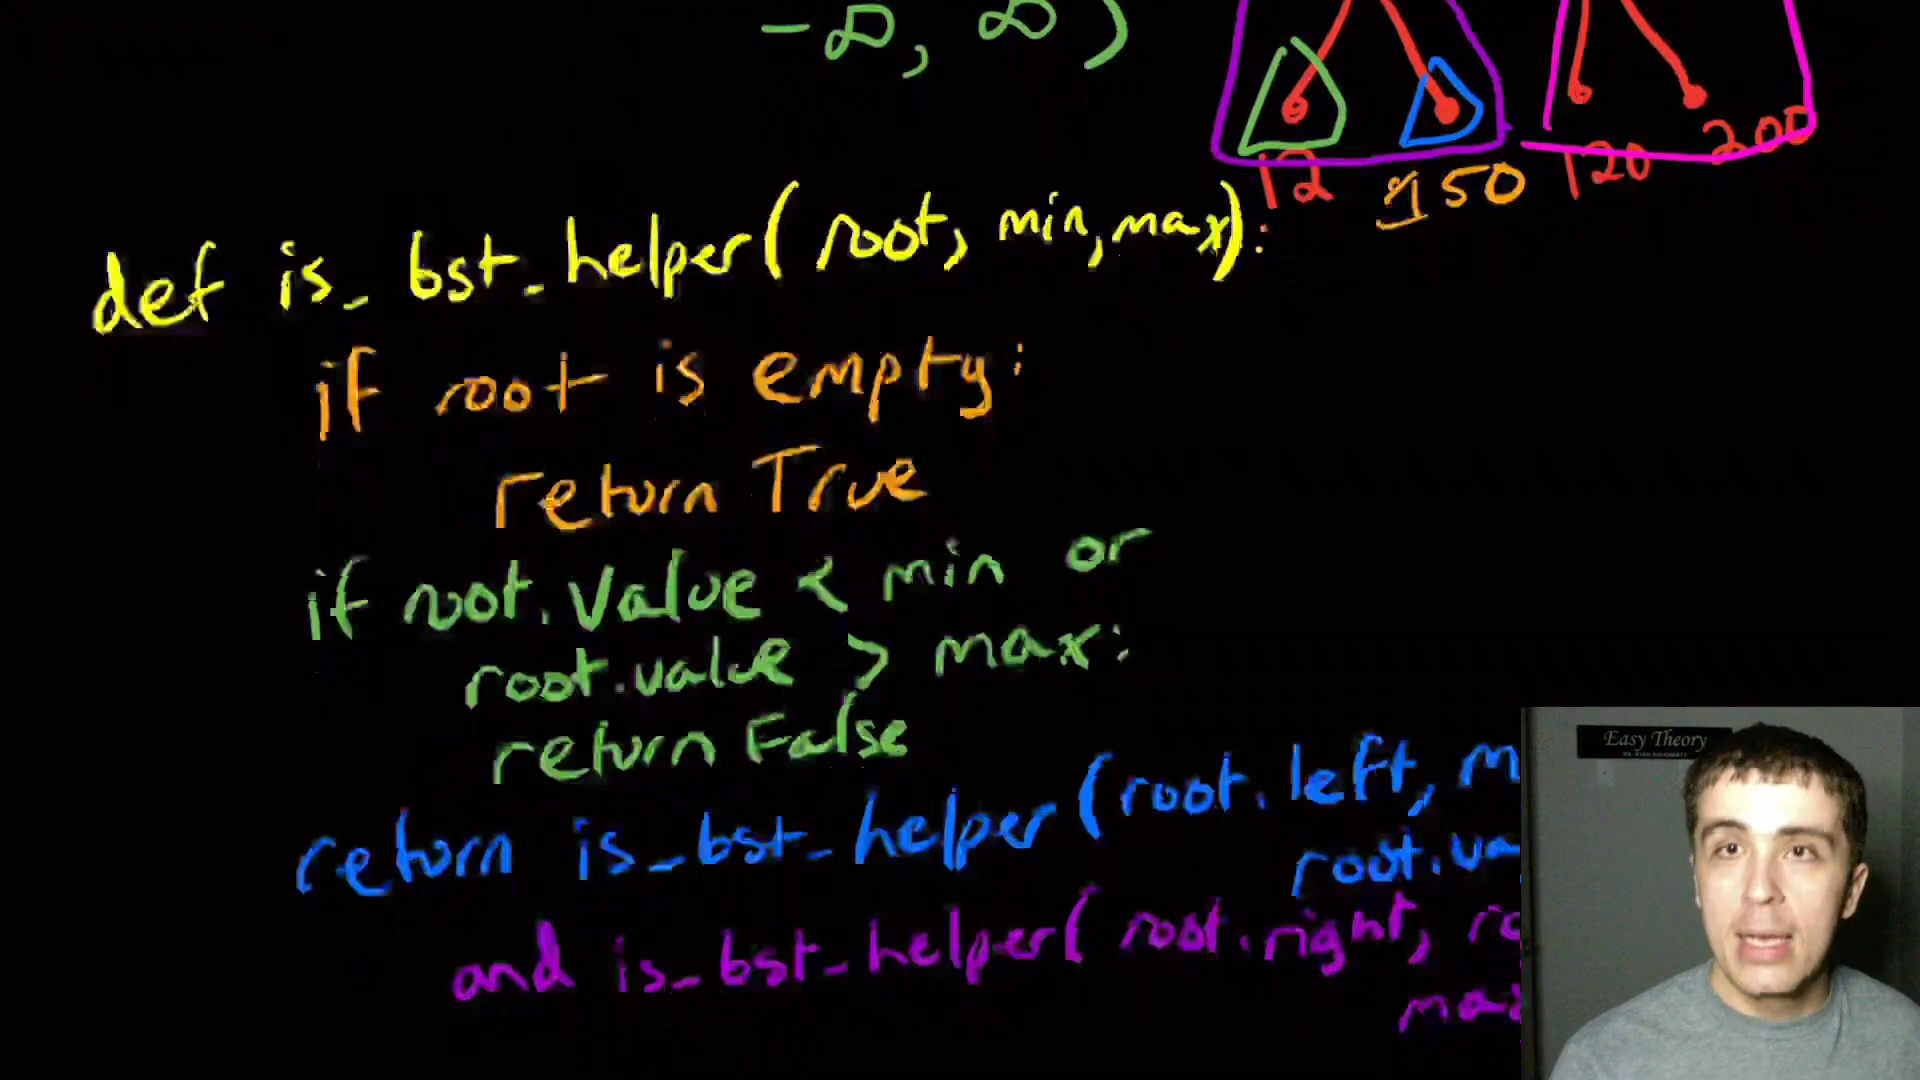 -∞, ∞)
12 150 120 200
def is_bst_helper(root, min, max):
if root is empty:
return True
if root.value < min or
root.value > max:
return False
return is_bst_helper(root.left, m
root.va
and is_bst_helper(root.right, ro
max
Easy Theory